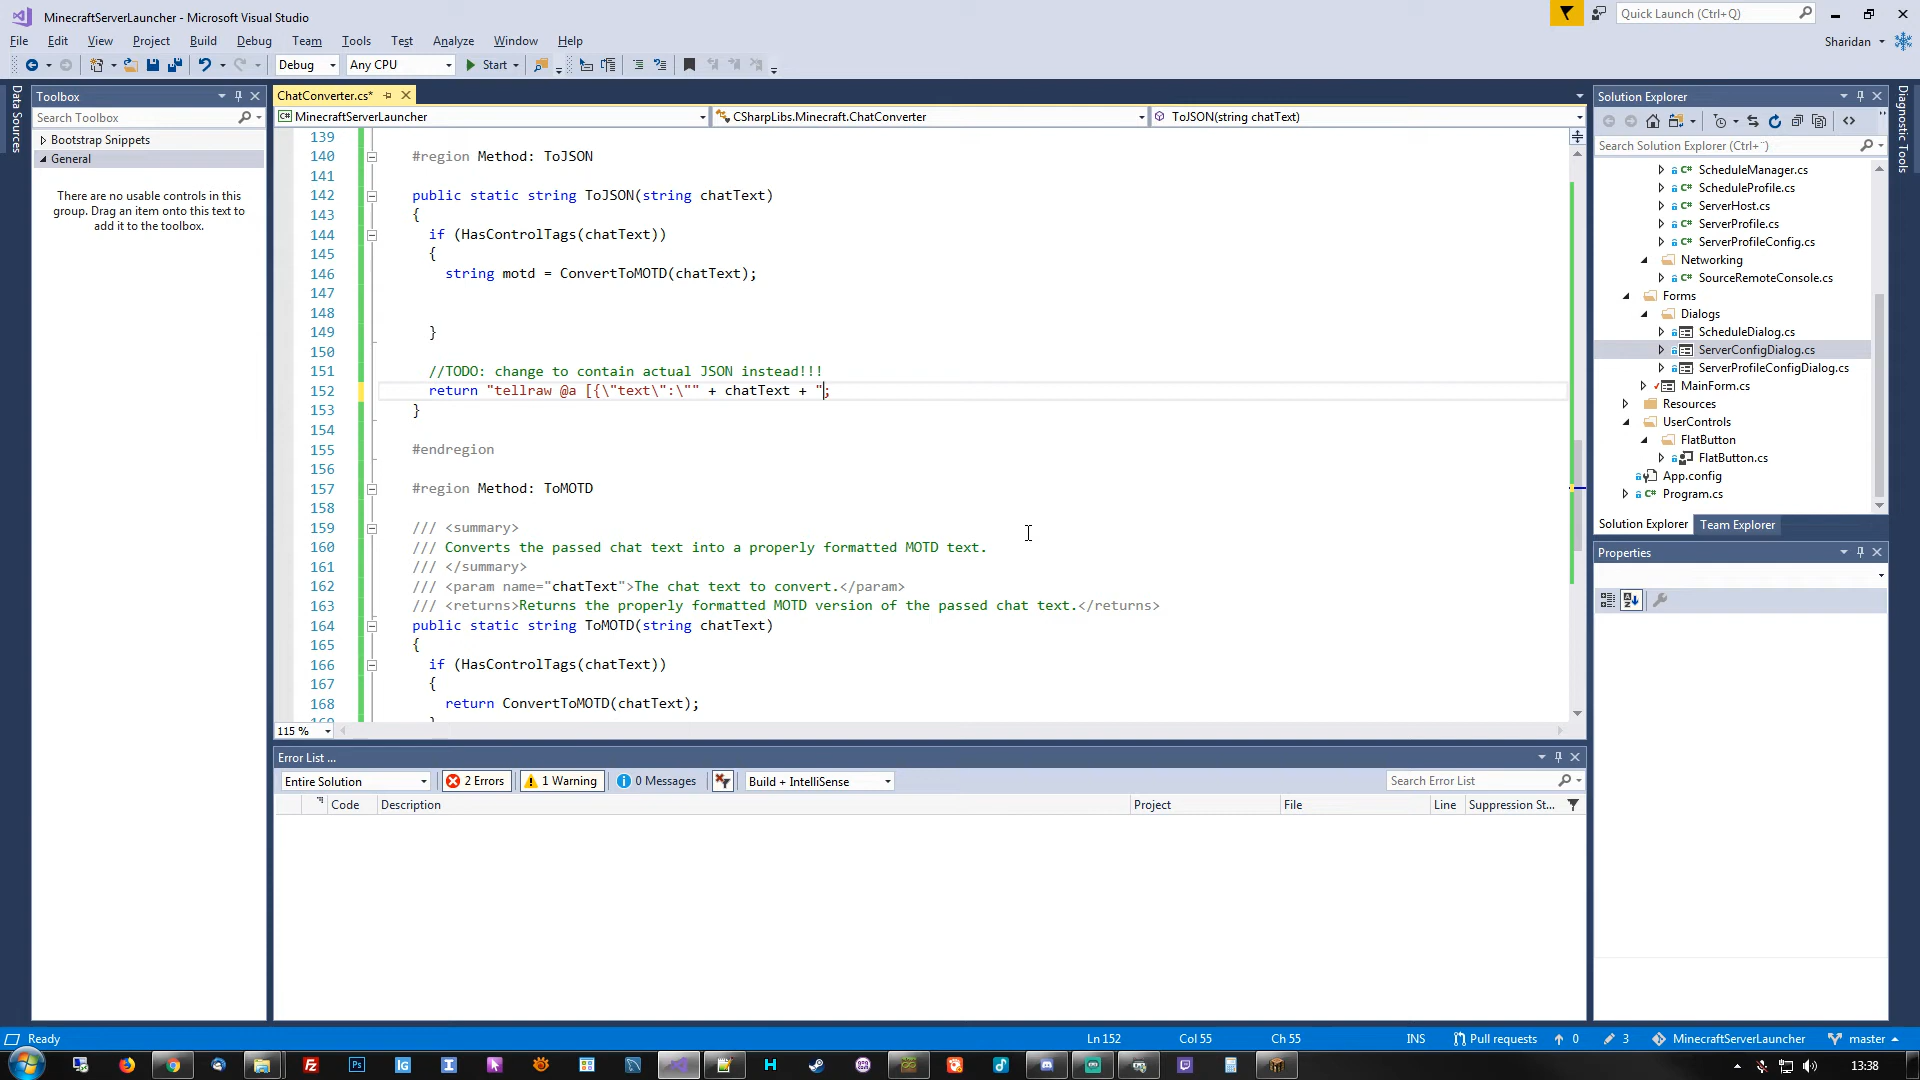 MinecraftServerLauncher - Microsoft Visual Studio
Quick Launch (Ctrl+Q)
File Edit View Project Build Debug Team Tools Test Analyze Window Help
Sharidan
Debug Any CPU Start
Data Sources
Toolbox
Search Toolbox
Bootstrap Snippets
General
There are no usable controls in this
group. Drag an item onto this text to
add it to the toolbox.
ChatConverter.cs*
MinecraftServerLauncher CSharpLibs.Minecraft.ChatConverter ToJSON(string chatText)
139
140 #region Method: ToJSON
141
142 public static string ToJSON(string chatText)
143 {
144 if (HasControlTags(chatText))
145 {
146 string motd = ConvertToMOTD(chatText);
147
148
149 }
150
151 //TODO: change to contain actual JSON instead!!!
152 return "tellraw @a [{\"text\":\"" + chatText + ";
153 }
154
155 #endregion
156
157 #region Method: ToMOTD
158
159 /// <summary>
160 /// Converts the passed chat text into a properly formatted MOTD text.
161 /// </summary>
162 /// <param name="chatText">The chat text to convert.</param>
163 /// <returns>Returns the properly formatted MOTD version of the passed chat text.</returns>
164 public static string ToMOTD(string chatText)
165 {
166 if (HasControlTags(chatText))
167 {
168 return ConvertToMOTD(chatText);
115 %
Error List ...
Entire Solution 2 Errors 1 Warning 0 Messages Build + IntelliSense Search Error List
Code Description Project File Line Suppression St...
Solution Explorer
Search Solution Explorer (Ctrl+¨)
ScheduleManager.cs
ScheduleProfile.cs
ServerHost.cs
ServerProfile.cs
ServerProfileConfig.cs
Networking
SourceRemoteConsole.cs
Forms
Dialogs
ScheduleDialog.cs
ServerConfigDialog.cs
ServerProfileConfigDialog.cs
MainForm.cs
Resources
UserControls
FlatButton
FlatButton.cs
App.config
Program.cs
Solution Explorer Team Explorer
Properties
Diagnostic Tools
Ready Ln 152 Col 55 Ch 55 INS Pull requests 0 3 MinecraftServerLauncher master
13:38